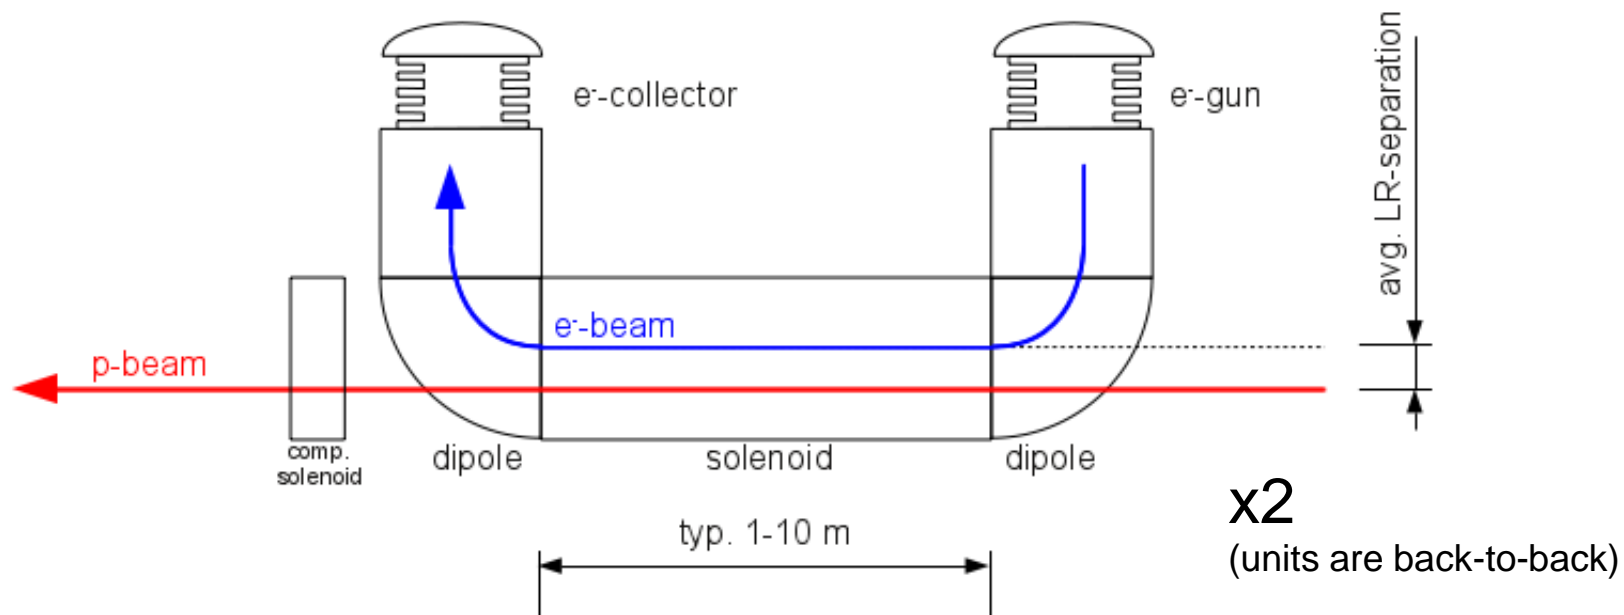 e⁻-collector
e⁻-gun
avg. LR-separation
e⁻-beam
p-beam
comp.
solenoid
dipole
solenoid
dipole
x2
typ. 1-10 m
(units are back-to-back)